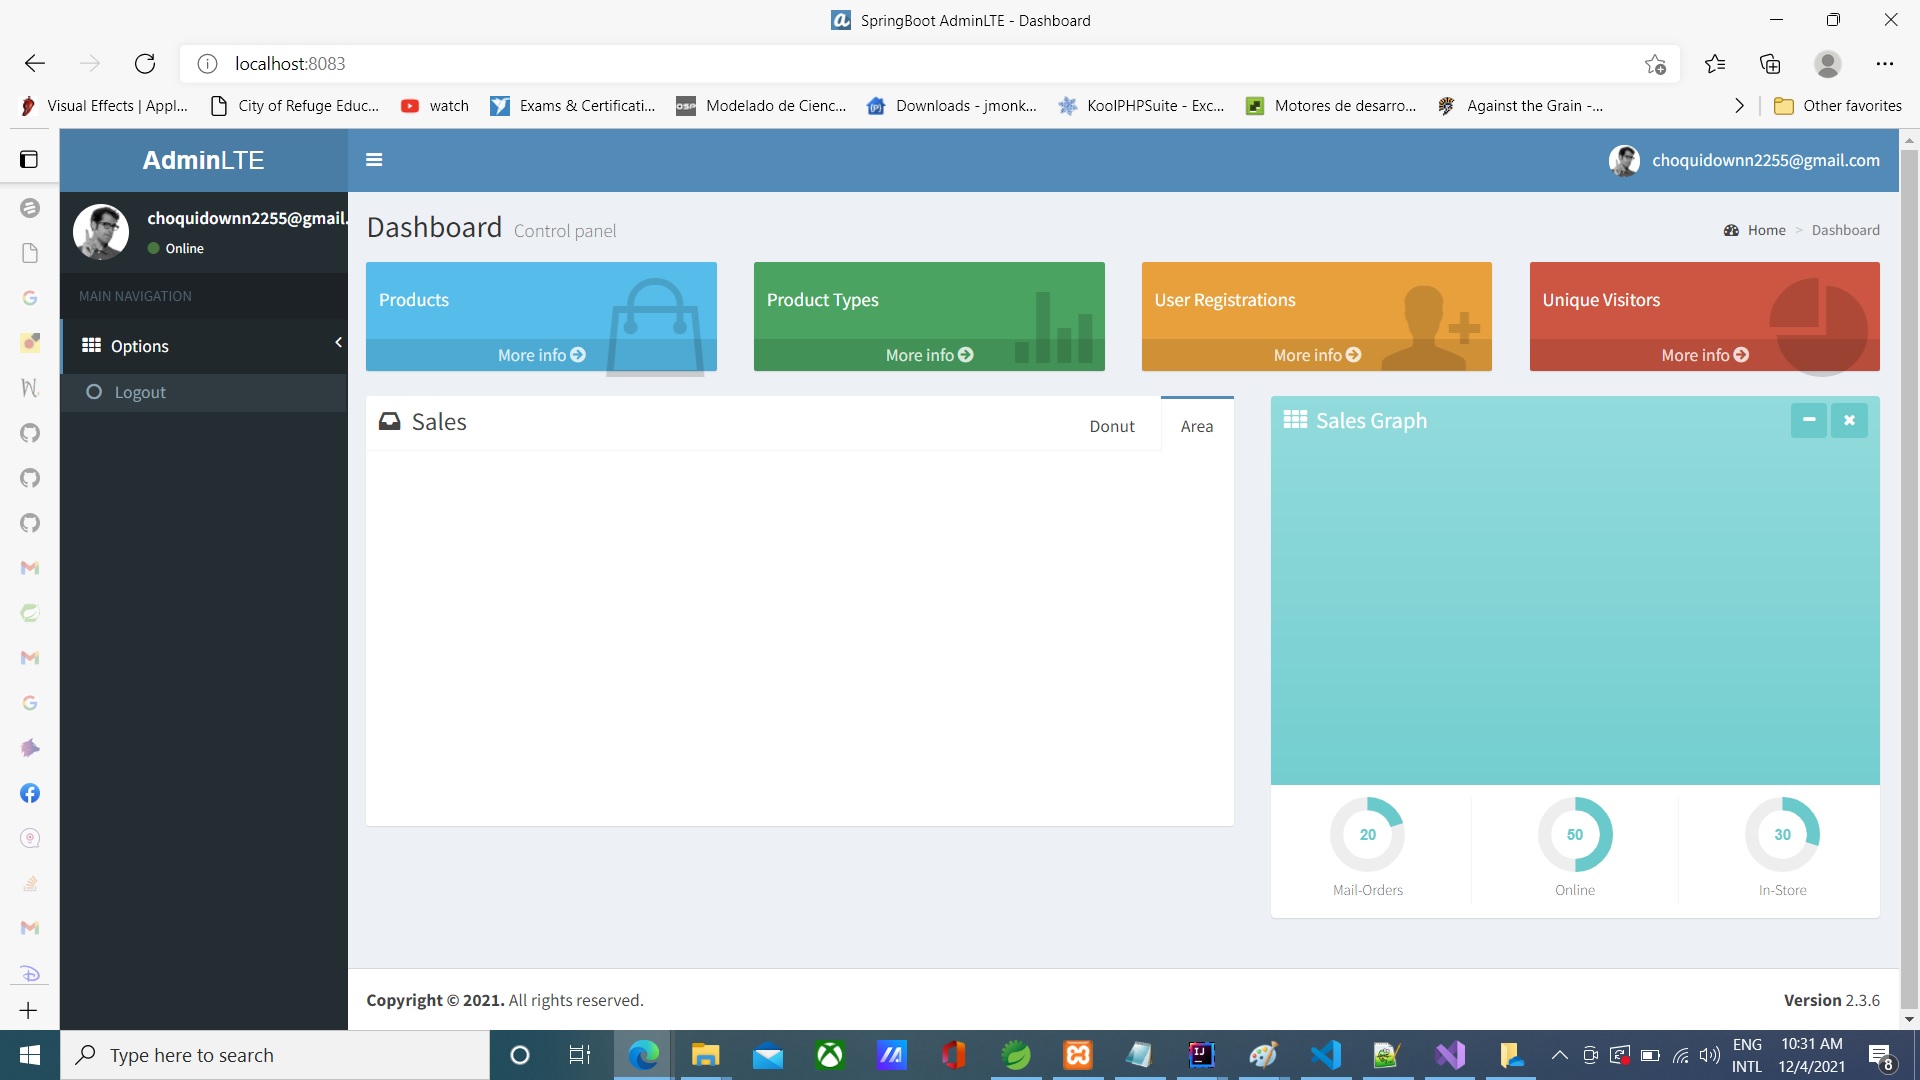 SpringBoot AdminLTE - Dashboard
localhost:8083
Visual Effects | Appl...
City of Refuge Educ...
watch
Exams & Certificati...
Modelado de Cienc...
Downloads - jmonk...
KoolPHPSuite - Exc...
Motores de desarro...
Against the Grain -...
Other favorites
AdminLTE
choquidownn2255@gmail.com
choquidownn2255@gmail.
Online
Dashboard Control panel
Home > Dashboard
MAIN NAVIGATION
Options
Logout
Products
More info
Product Types
More info
User Registrations
More info
Unique Visitors
More info
Sales
Donut
Area
Sales Graph
20
50
30
Mail-Orders
Online
In-Store
Copyright © 2021. All rights reserved.
Version 2.3.6
Type here to search
ENG
INTL
10:31 AM
12/4/2021
8